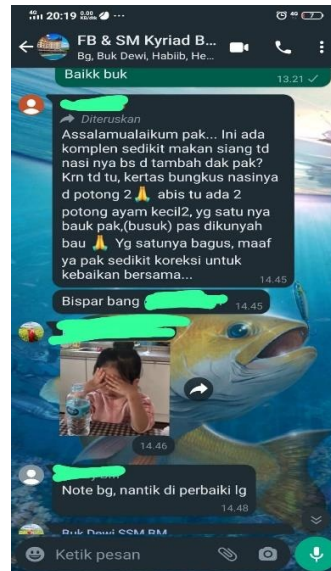 20:19
FB & SM Kyriad B...
Bg, Buk Dewi, Habiib, He...
Baikk buk
13.21
Diteruskan
Assalamualaikum pak... Ini ada
komplen sedikit makan siang td
nasi nya bs d tambah dak pak?
Krn td tu, kertas bungkus nasinya
d potong 2🙏 abis tu ada 2
potong ayam kecil2, yg satu nya
bauk pak,(busuk) pas dikunyah
bau 🙏 Yg satunya bagus, maaf
ya pak sedikit koreksi untuk
kebaikan bersama...
14.45
Bispar bang
14.45
14.46
Note bg, nantik di perbaiki lg
14.48
Buk Dewi SSM BM
Ketik pesan